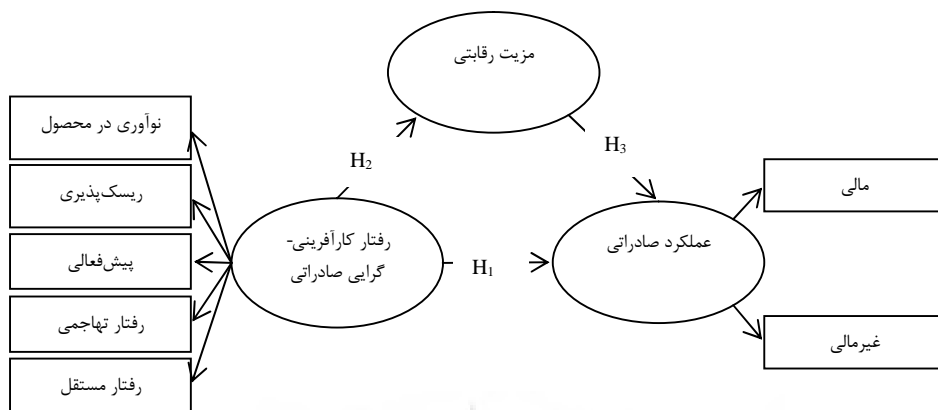 مزیت رقابتی
نوآوری در محصول
ریسک‌پذیری
پیش‌فعالی
رفتار تهاجمی
رفتار مستقل
رفتار کارآفرینی-
گرایی صادراتی
H2
H1
H3
عملکرد صادراتی
مالی
غیرمالی